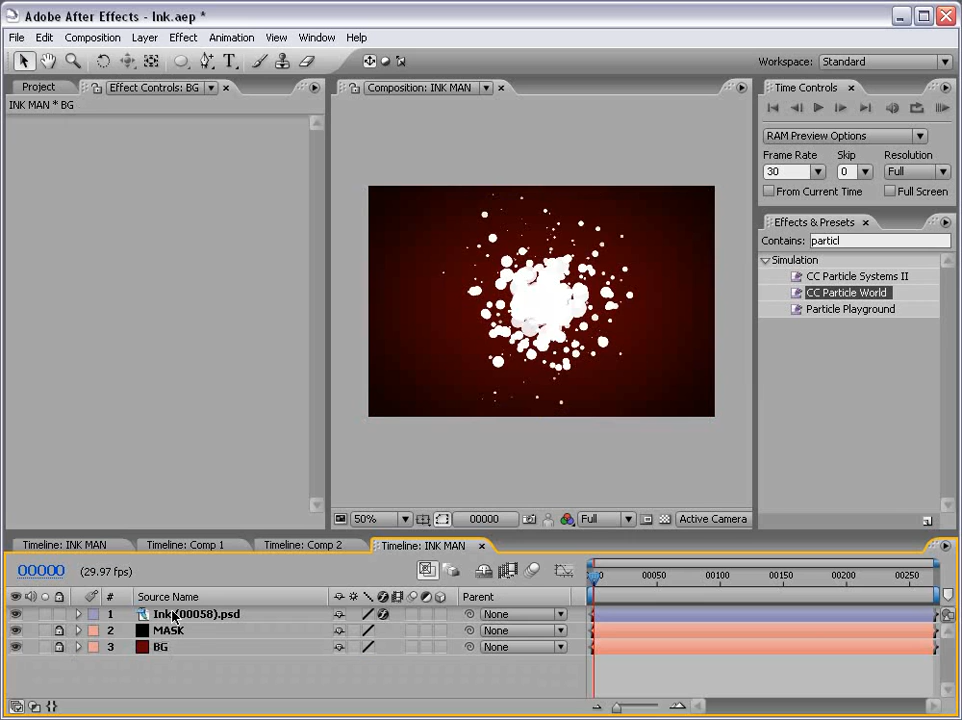 Adobe After Effects - Ink.aep *
File Edit Composition Layer Effect Animation View Window Help
Workspace: Standard
Project Effect Controls: BG
INK MAN * BG
Composition: INK MAN
Time Controls
RAM Preview Options
Frame Rate Skip Resolution
30 0 Full
From Current Time Full Screen
Effects & Presets
Contains: particl
Simulation
CC Particle Systems II
CC Particle World
Particle Playground
50% 00000 Full Active Camera
Timeline: INK MAN Timeline: Comp 1 Timeline: Comp 2 Timeline: INK MAN
00000 (29.97 fps)
00050 00100 00150 00200 00250
# Source Name Parent
1 Ink (00058).psd None
2 MASK None
3 BG None